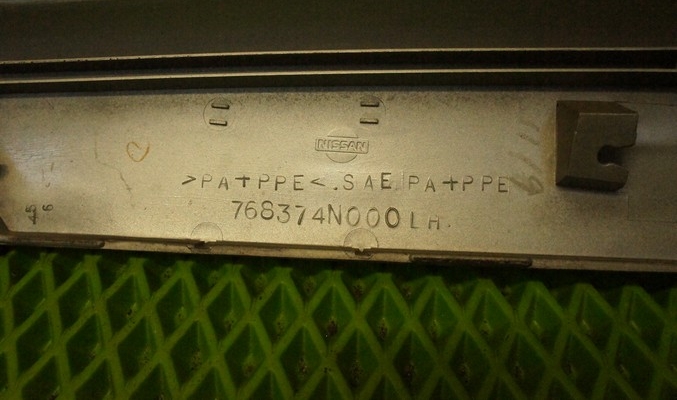 NISSAN
>PA+PPE<.SAE PA+PPE
768374N000LH.